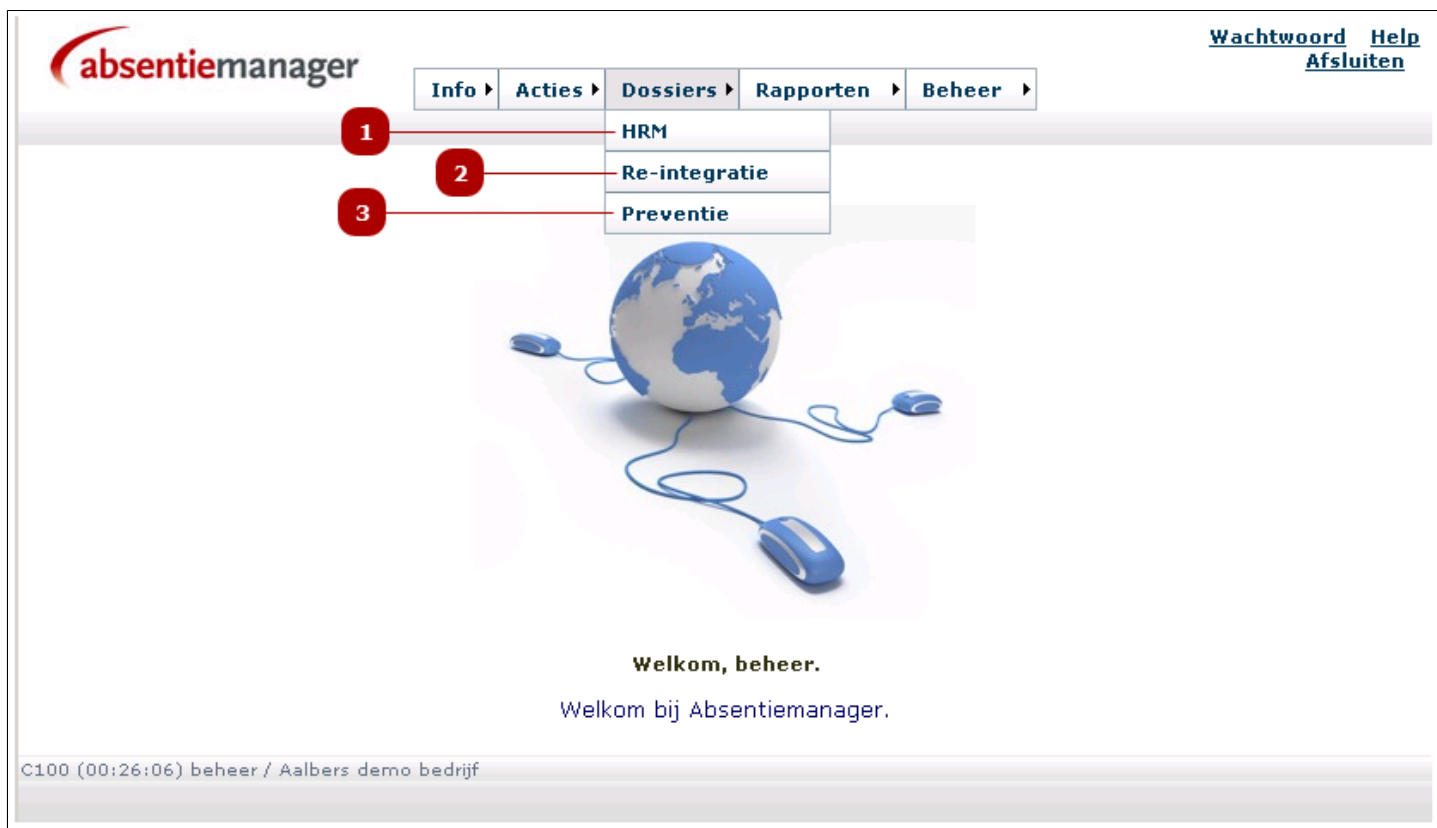 absentiemanager
Wachtwoord Help
Afsluiten
Info Acties Dossiers Rapporten Beheer
1 HRM
2 Re-integratie
3 Preventie
Welkom, beheer.
Welkom bij Absentiemanager.
C100 (00:26:06) beheer / Aalbers demo bedrijf